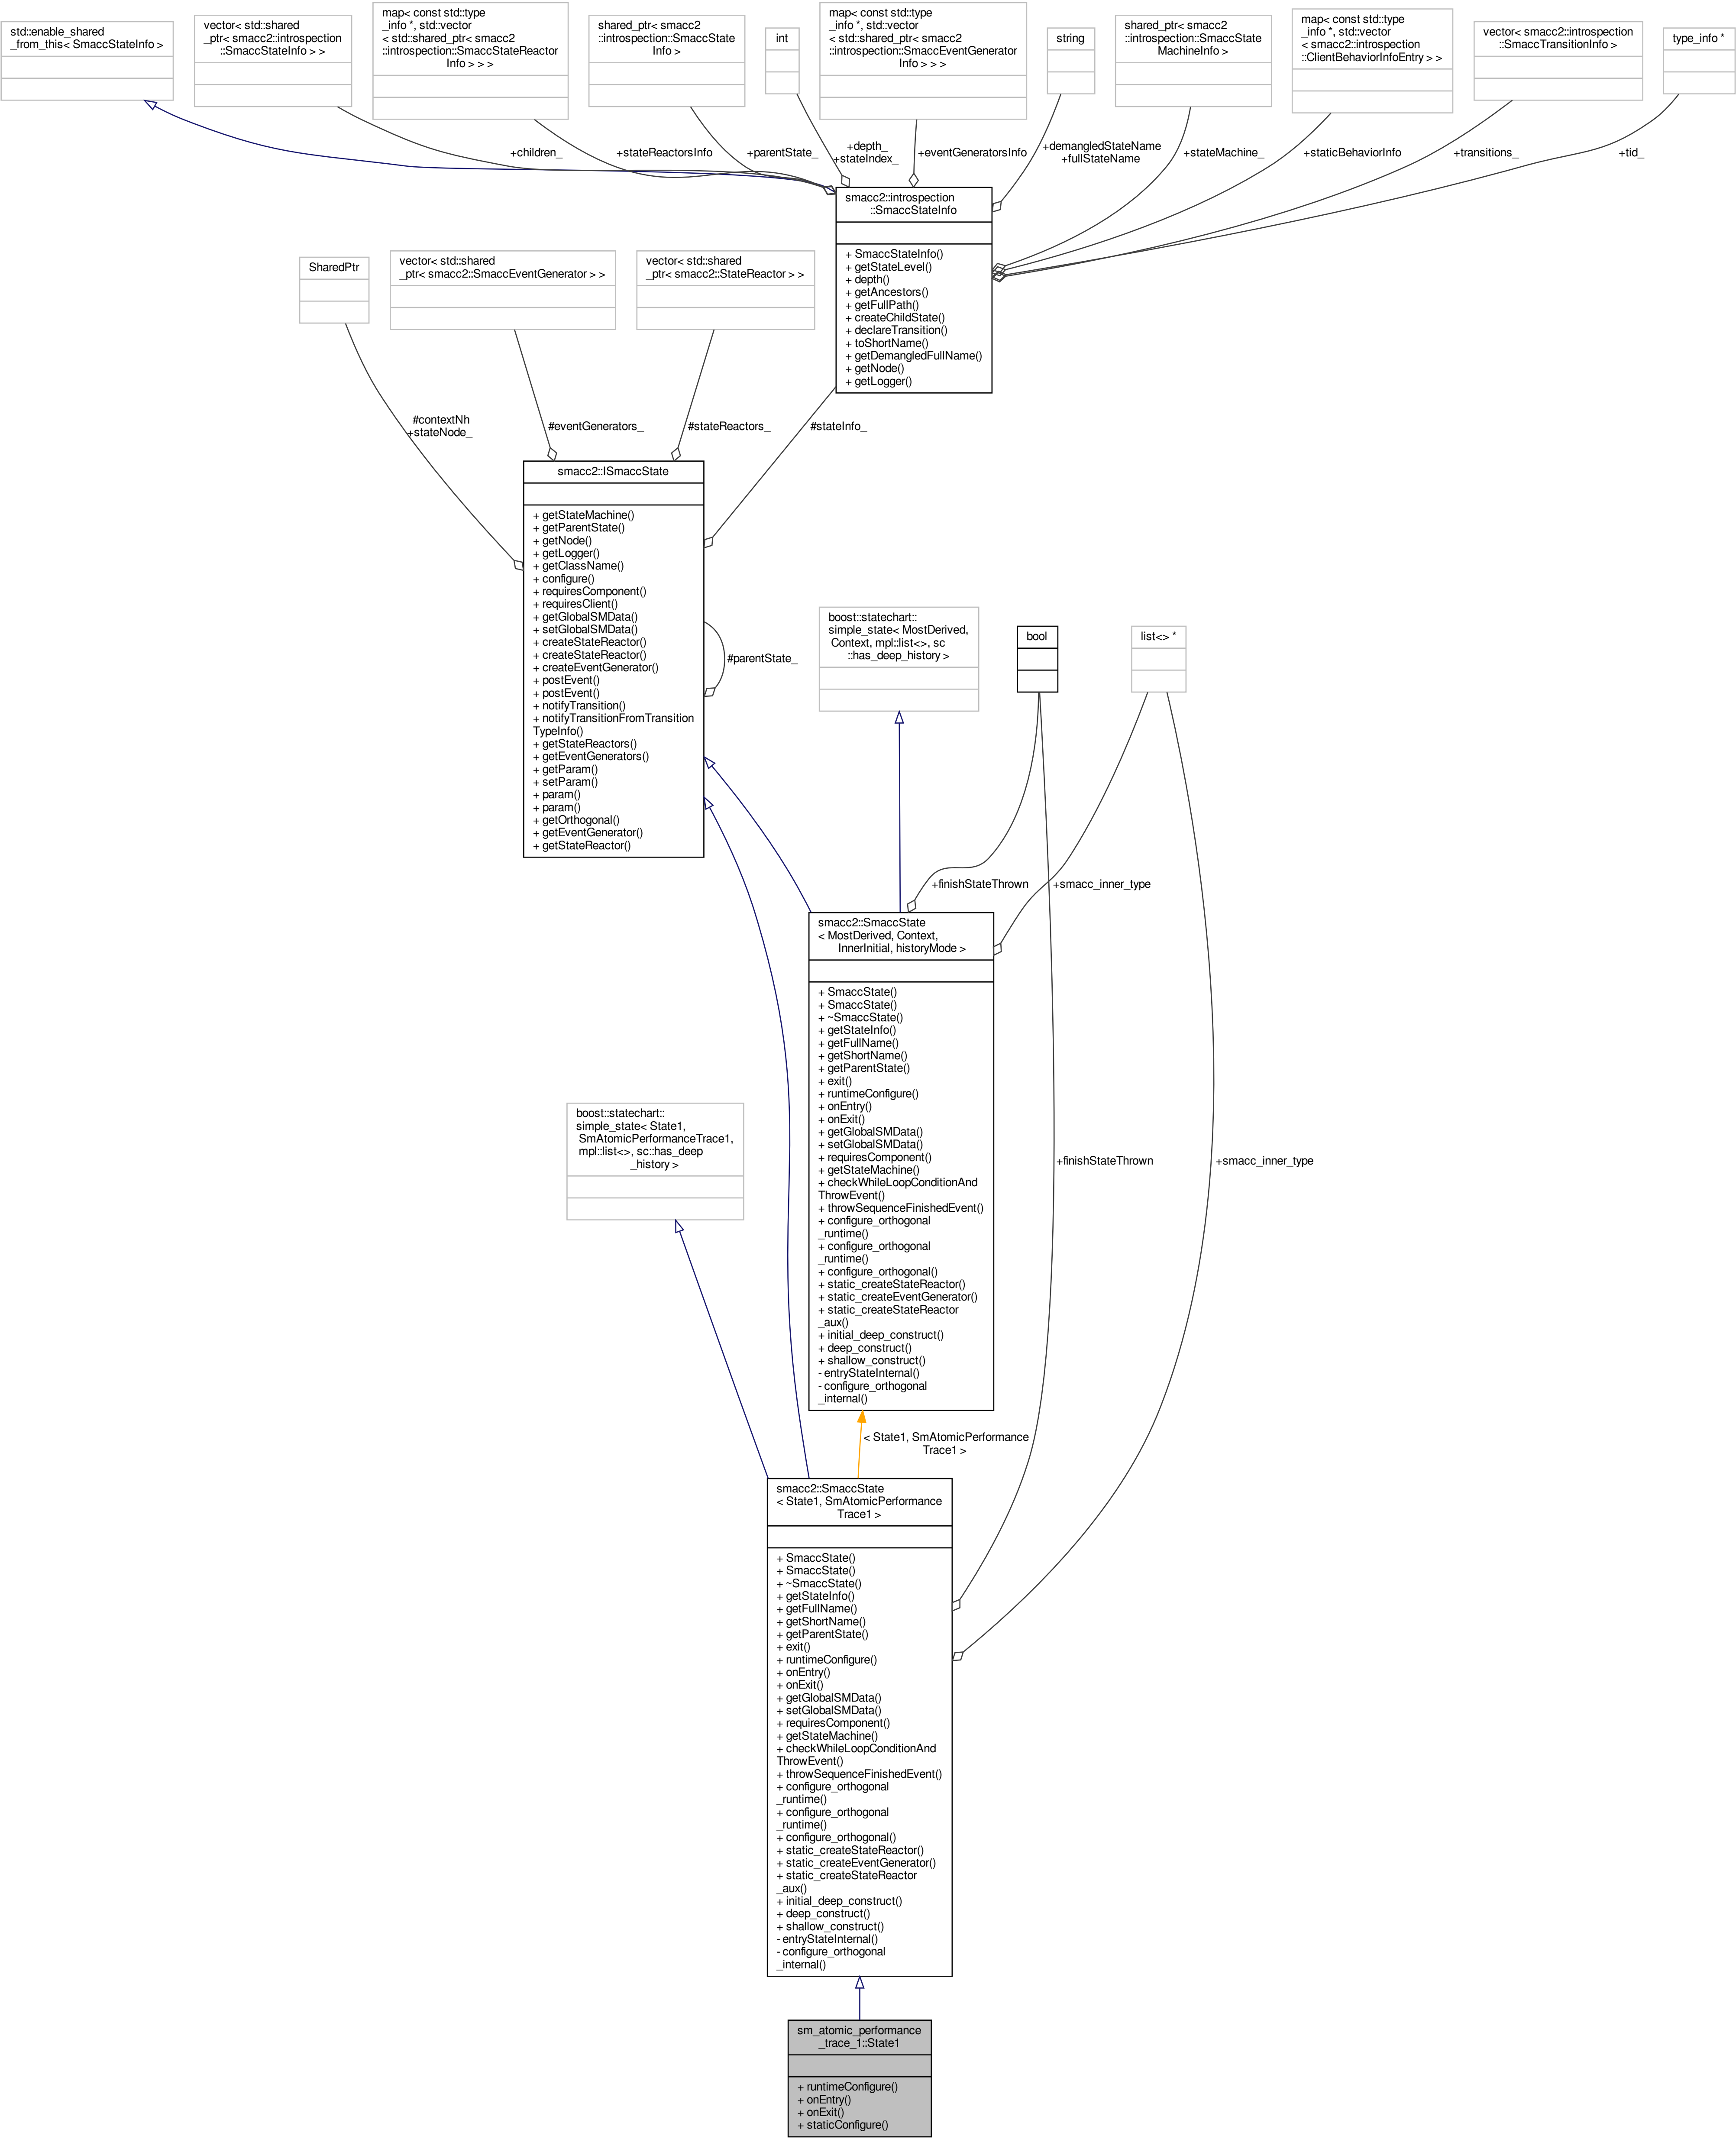 std::enable_shared
_from_this< SmaccStateInfo >
vector< std::shared
_ptr< smacc2::introspection
::SmaccStateInfo > >
map< const std::type
_info *, std::vector
< std::shared_ptr< smacc2
::introspection::SmaccStateReactor
Info > > >
shared_ptr< smacc2
::introspection::SmaccState
Info >
int
map< const std::type
_info *, std::vector
< std::shared_ptr< smacc2
::introspection::SmaccEventGenerator
Info > > >
string
shared_ptr< smacc2
::introspection::SmaccState
MachineInfo >
map< const std::type
_info *, std::vector
< smacc2::introspection
::ClientBehaviorInfoEntry > >
vector< smacc2::introspection
::SmaccTransitionInfo >
type_info *
+children_
+stateReactorsInfo
+parentState_
+depth_
+stateIndex_
+eventGeneratorsInfo
+demangledStateName
+fullStateName
+stateMachine_
+staticBehaviorInfo
+transitions_
+tid_
smacc2::introspection
::SmaccStateInfo
+ SmaccStateInfo()
+ getStateLevel()
+ depth()
+ getAncestors()
+ getFullPath()
+ createChildState()
+ declareTransition()
+ toShortName()
+ getDemangledFullName()
+ getNode()
+ getLogger()
SharedPtr
vector< std::shared
_ptr< smacc2::SmaccEventGenerator > >
vector< std::shared
_ptr< smacc2::StateReactor > >
#contextNh
+stateNode_
#eventGenerators_
#stateReactors_
#stateInfo_
smacc2::ISmaccState
+ getStateMachine()
+ getParentState()
+ getNode()
+ getLogger()
+ getClassName()
+ configure()
+ requiresComponent()
+ requiresClient()
+ getGlobalSMData()
+ setGlobalSMData()
+ createStateReactor()
+ createStateReactor()
+ createEventGenerator()
+ postEvent()
+ postEvent()
+ notifyTransition()
+ notifyTransitionFromTransition
TypeInfo()
+ getStateReactors()
+ getEventGenerators()
+ getParam()
+ setParam()
+ param()
+ param()
+ getOrthogonal()
+ getEventGenerator()
+ getStateReactor()
#parentState_
boost::statechart::
simple_state< MostDerived,
Context, mpl::list<>, sc
::has_deep_history >
bool
list<> *
+finishStateThrown
+smacc_inner_type
smacc2::SmaccState
< MostDerived, Context,
InnerInitial, historyMode >
+ SmaccState()
+ SmaccState()
+ ~SmaccState()
+ getStateInfo()
+ getFullName()
+ getShortName()
+ getParentState()
+ exit()
+ runtimeConfigure()
+ onEntry()
+ onExit()
+ getGlobalSMData()
+ setGlobalSMData()
+ requiresComponent()
+ getStateMachine()
+ checkWhileLoopConditionAnd
ThrowEvent()
+ throwSequenceFinishedEvent()
+ configure_orthogonal
_runtime()
+ configure_orthogonal
_runtime()
+ configure_orthogonal()
+ static_createStateReactor()
+ static_createEventGenerator()
+ static_createStateReactor
_aux()
+ initial_deep_construct()
+ deep_construct()
+ shallow_construct()
- entryStateInternal()
- configure_orthogonal
_internal()
boost::statechart::
simple_state< State1,
SmAtomicPerformanceTrace1,
mpl::list<>, sc::has_deep
_history >
+finishStateThrown
+smacc_inner_type
< State1, SmAtomicPerformance
Trace1 >
smacc2::SmaccState
< State1, SmAtomicPerformance
Trace1 >
+ SmaccState()
+ SmaccState()
+ ~SmaccState()
+ getStateInfo()
+ getFullName()
+ getShortName()
+ getParentState()
+ exit()
+ runtimeConfigure()
+ onEntry()
+ onExit()
+ getGlobalSMData()
+ setGlobalSMData()
+ requiresComponent()
+ getStateMachine()
+ checkWhileLoopConditionAnd
ThrowEvent()
+ throwSequenceFinishedEvent()
+ configure_orthogonal
_runtime()
+ configure_orthogonal
_runtime()
+ configure_orthogonal()
+ static_createStateReactor()
+ static_createEventGenerator()
+ static_createStateReactor
_aux()
+ initial_deep_construct()
+ deep_construct()
+ shallow_construct()
- entryStateInternal()
- configure_orthogonal
_internal()
sm_atomic_performance
_trace_1::State1
+ runtimeConfigure()
+ onEntry()
+ onExit()
+ staticConfigure()